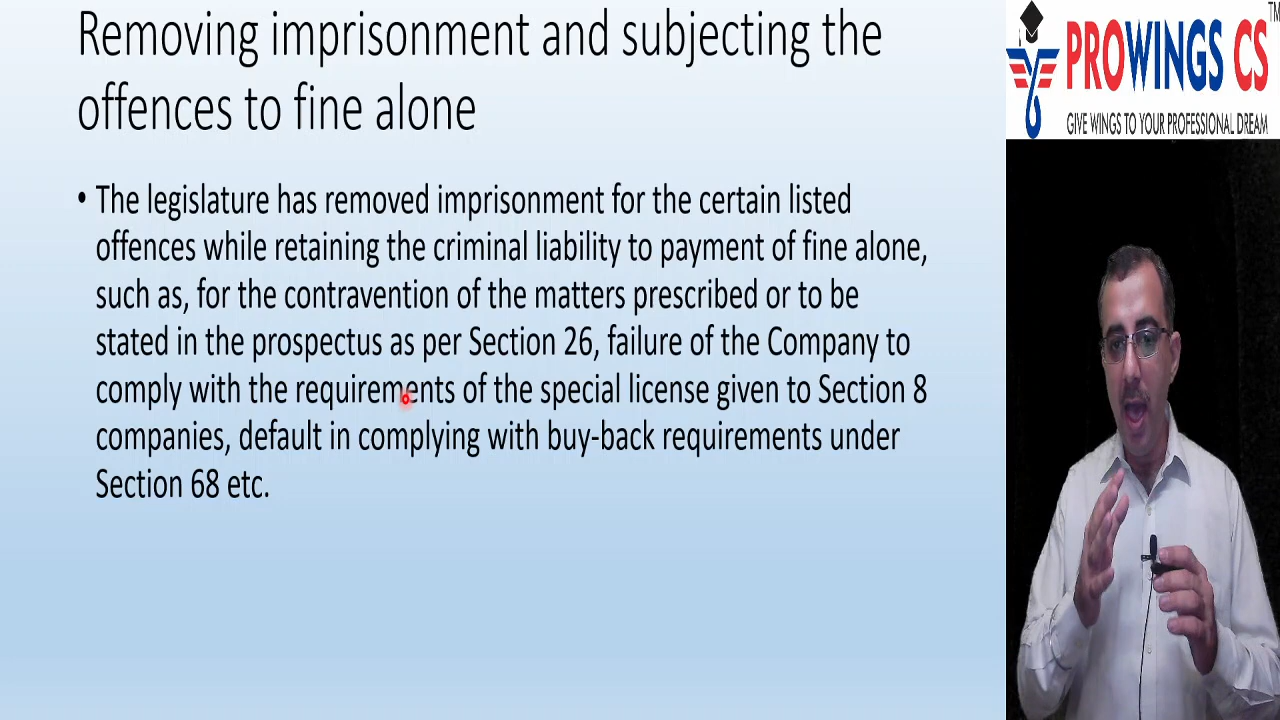 Removing imprisonment and subjecting the
offences to fine alone
• The legislature has removed imprisonment for the certain listed
offences while retaining the criminal liability to payment of fine alone,
such as, for the contravention of the matters prescribed or to be
stated in the prospectus as per Section 26, failure of the Company to
comply with the requirements of the special license given to Section 8
companies, default in complying with buy-back requirements under
Section 68 etc.
TM
PROWINGS CS
GIVE WINGS TO YOUR PROFESSIONAL DREAM